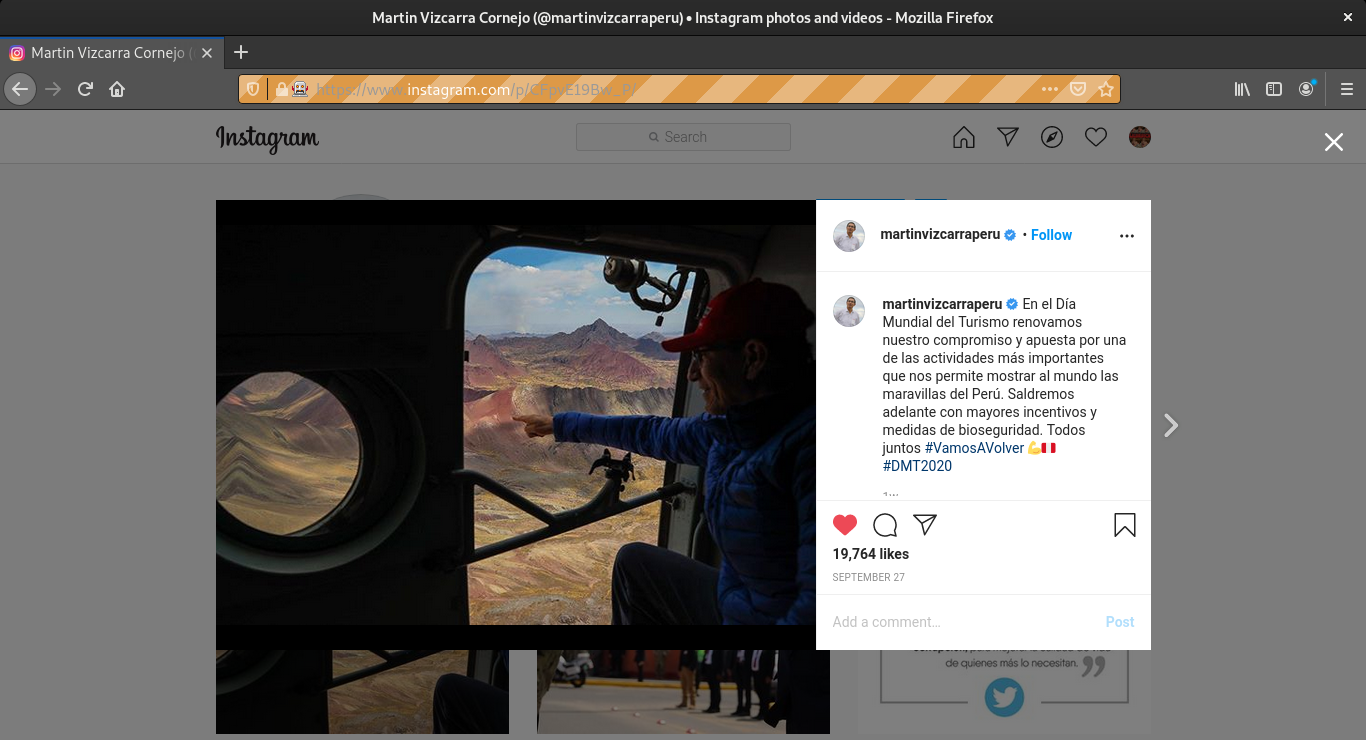 Martin Vizcarra Cornejo (@martinvizcarraperu) • Instagram photos and videos - Mozilla Firefox
Martin Vizcarra Cornejo (
https://www.instagram.com/p/CFpyE19Bw_F/
Instagram
Search
martinvizcarraperu • Follow
martinvizcarraperu En el Día
Mundial del Turismo renovamos
nuestro compromiso y apuesta por una
de las actividades más importantes
que nos permite mostrar al mundo las
maravillas del Perú. Saldremos
adelante con mayores incentivos y
medidas de bioseguridad. Todos
juntos #VamosAVolver 💪🇵🇪
#DMT2020
19,764 likes
SEPTEMBER 27
Add a comment…
Post
de quienes más lo necesitan.